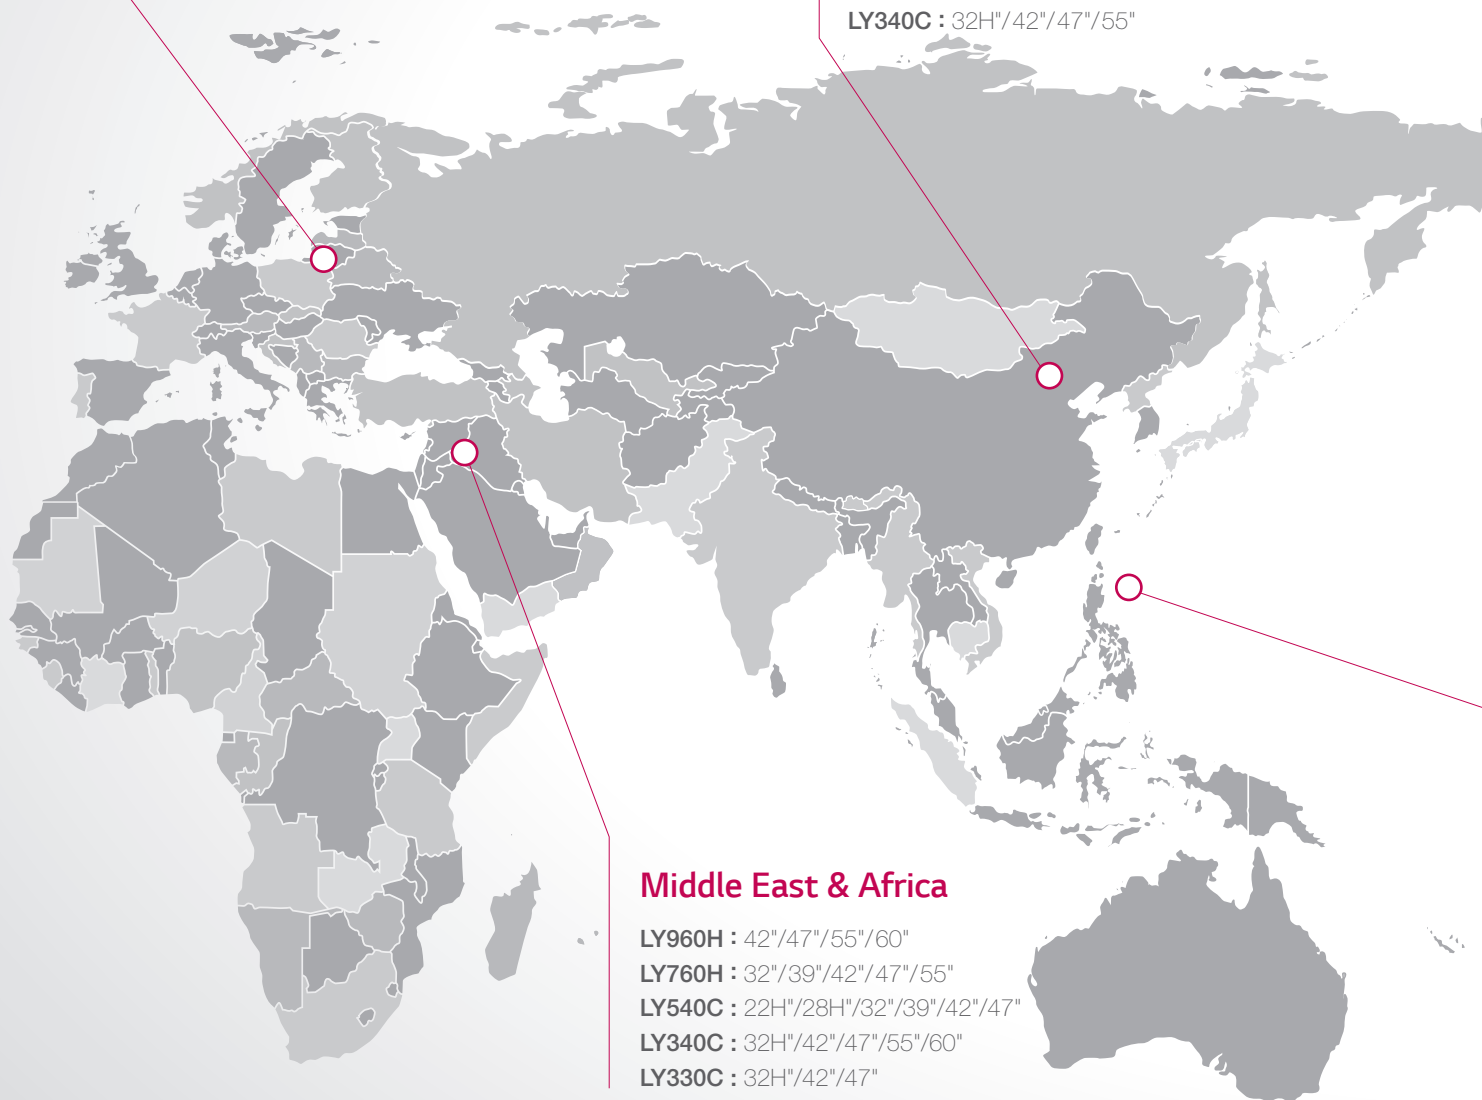 LY340C : 32H"/42"/47"/55"
Middle East & Africa
LY960H : 42"/47"/55"/60"
LY760H : 32"/39"/42"/47"/55"
LY540C : 22H"/28H"/32"/39"/42"/47"
LY340C : 32H"/42"/47"/55"/60"
LY330C : 32H"/42"/47"